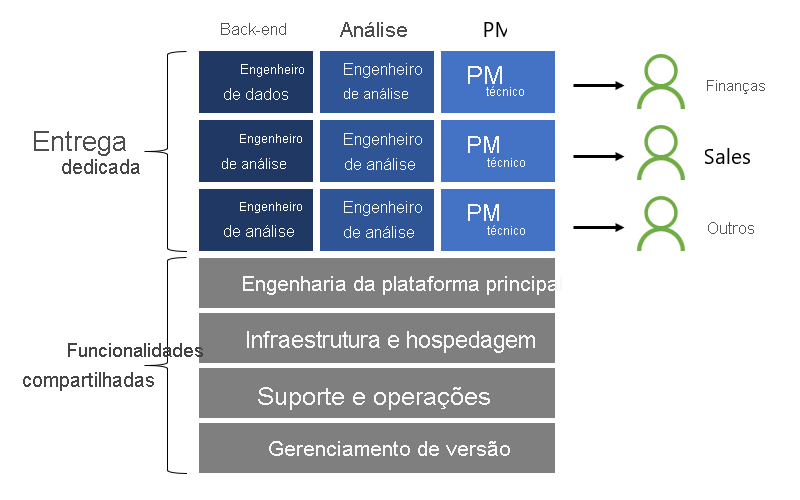 Back-end
Análise
PM
Engenheiro
de dados
Engenheiro
de análise
PM
técnico
Finanças
Entrega
dedicada
Engenheiro
de análise
Engenheiro
de análise
PM
técnico
Sales
Engenheiro
de análise
Engenheiro
de análise
PM
técnico
Outros
Funcionalidades
compartilhadas
Engenharia da plataforma principal
Infraestrutura e hospedagem
Suporte e operações
Gerenciamento de versão